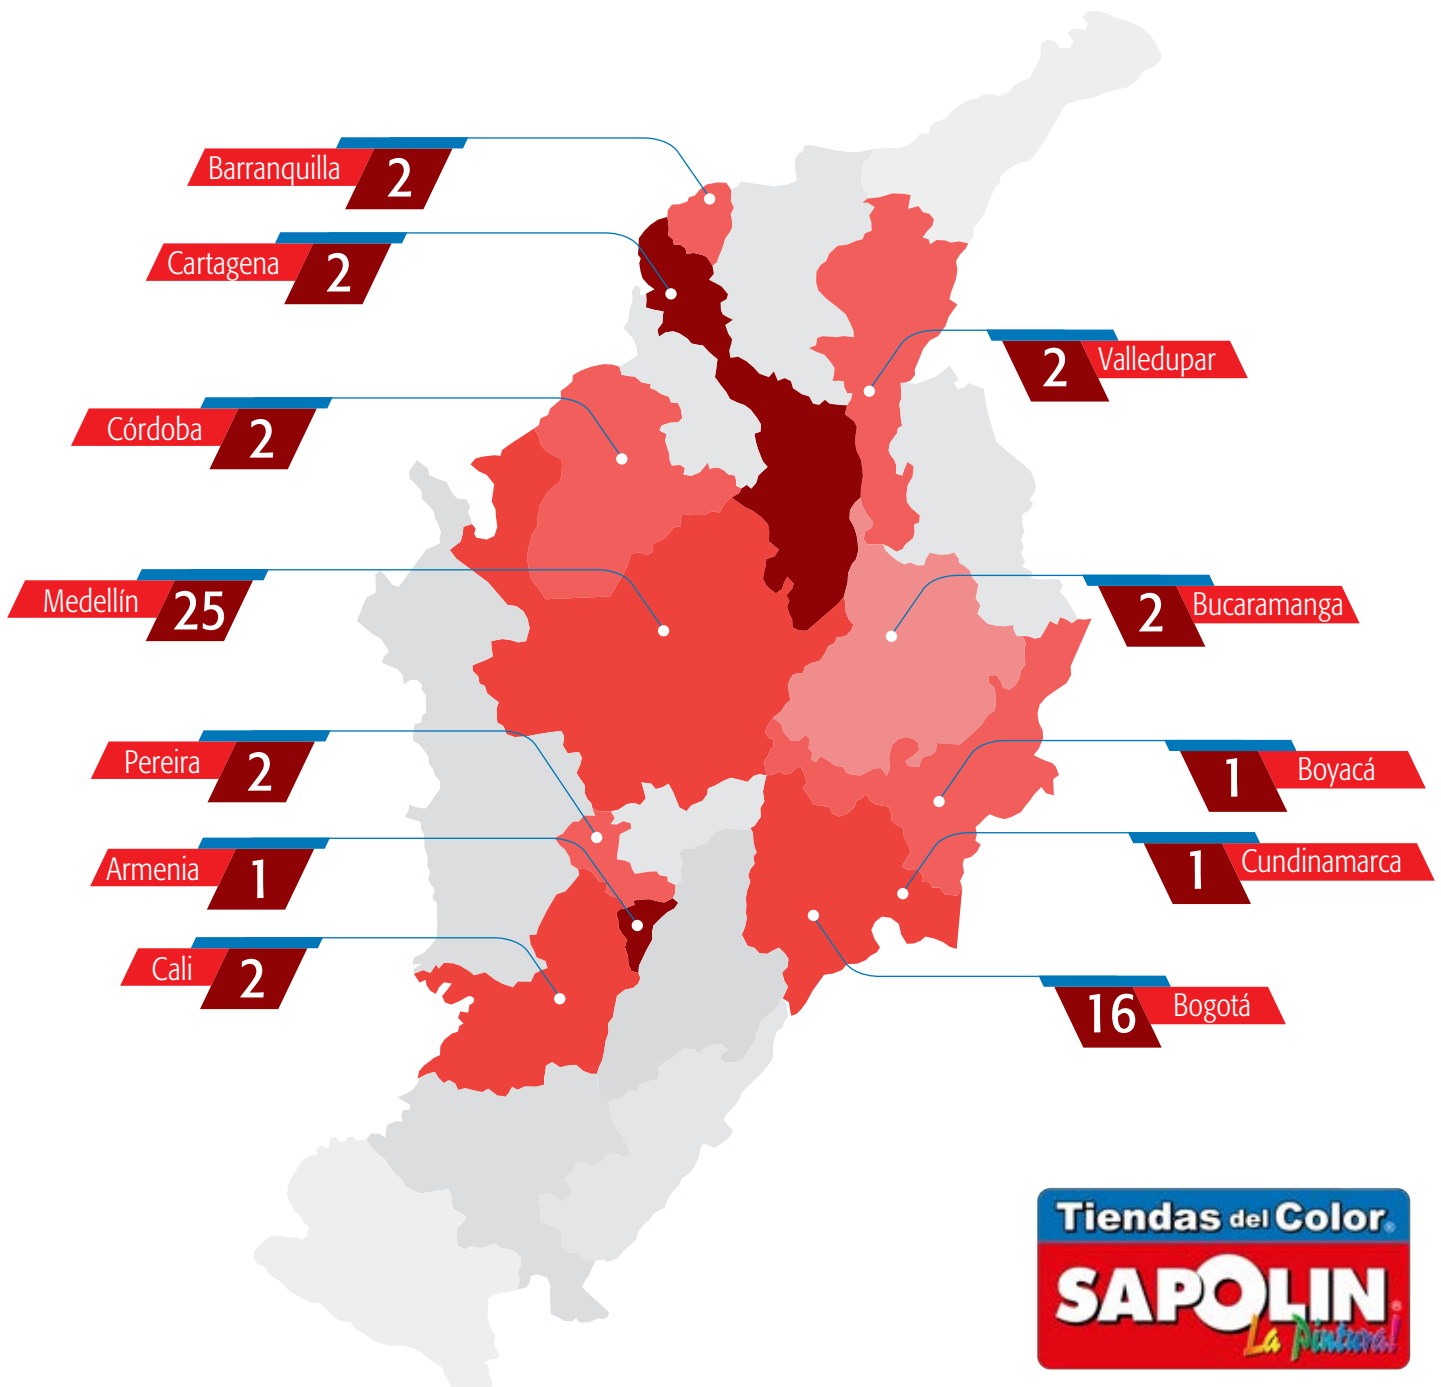 Barranquilla 2
Cartagena 2
2 Valledupar
Córdoba 2
Medellín 25
2 Bucaramanga
Pereira 2
1 Boyacá
Armenia 1
1 Cundinamarca
Cali 2
16 Bogotá
Tiendas del Color®
SAPOLIN®
La Pintura!